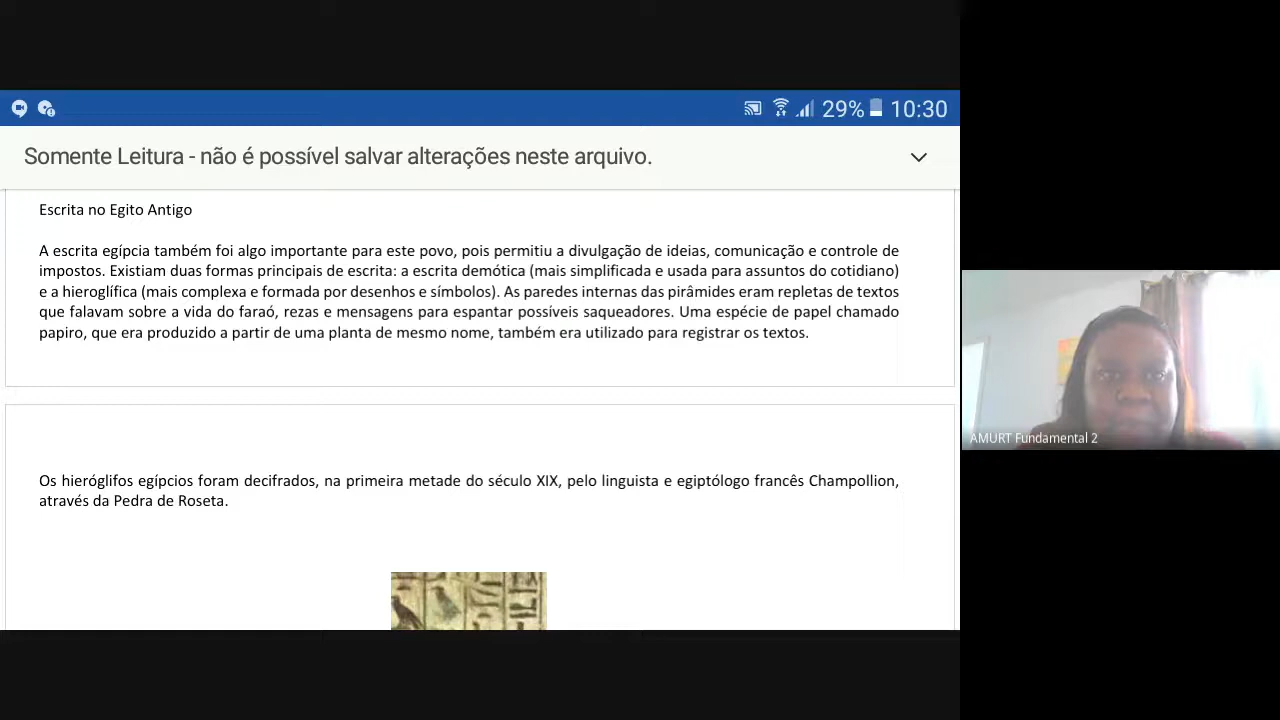 29% 10:30
Somente Leitura - não é possível salvar alterações neste arquivo.
Escrita no Egito Antigo
A escrita egípcia também foi algo importante para este povo, pois permitiu a divulgação de ideias, comunicação e controle de
impostos. Existiam duas formas principais de escrita: a escrita demótica (mais simplificada e usada para assuntos do cotidiano)
e a hieroglífica (mais complexa e formada por desenhos e símbolos). As paredes internas das pirâmides eram repletas de textos
que falavam sobre a vida do faraó, rezas e mensagens para espantar possíveis saqueadores. Uma espécie de papel chamado
papiro, que era produzido a partir de uma planta de mesmo nome, também era utilizado para registrar os textos.
Os hieróglifos egípcios foram decifrados, na primeira metade do século XIX, pelo linguista e egiptólogo francês Champollion,
através da Pedra de Roseta.
AMURT Fundamental 2